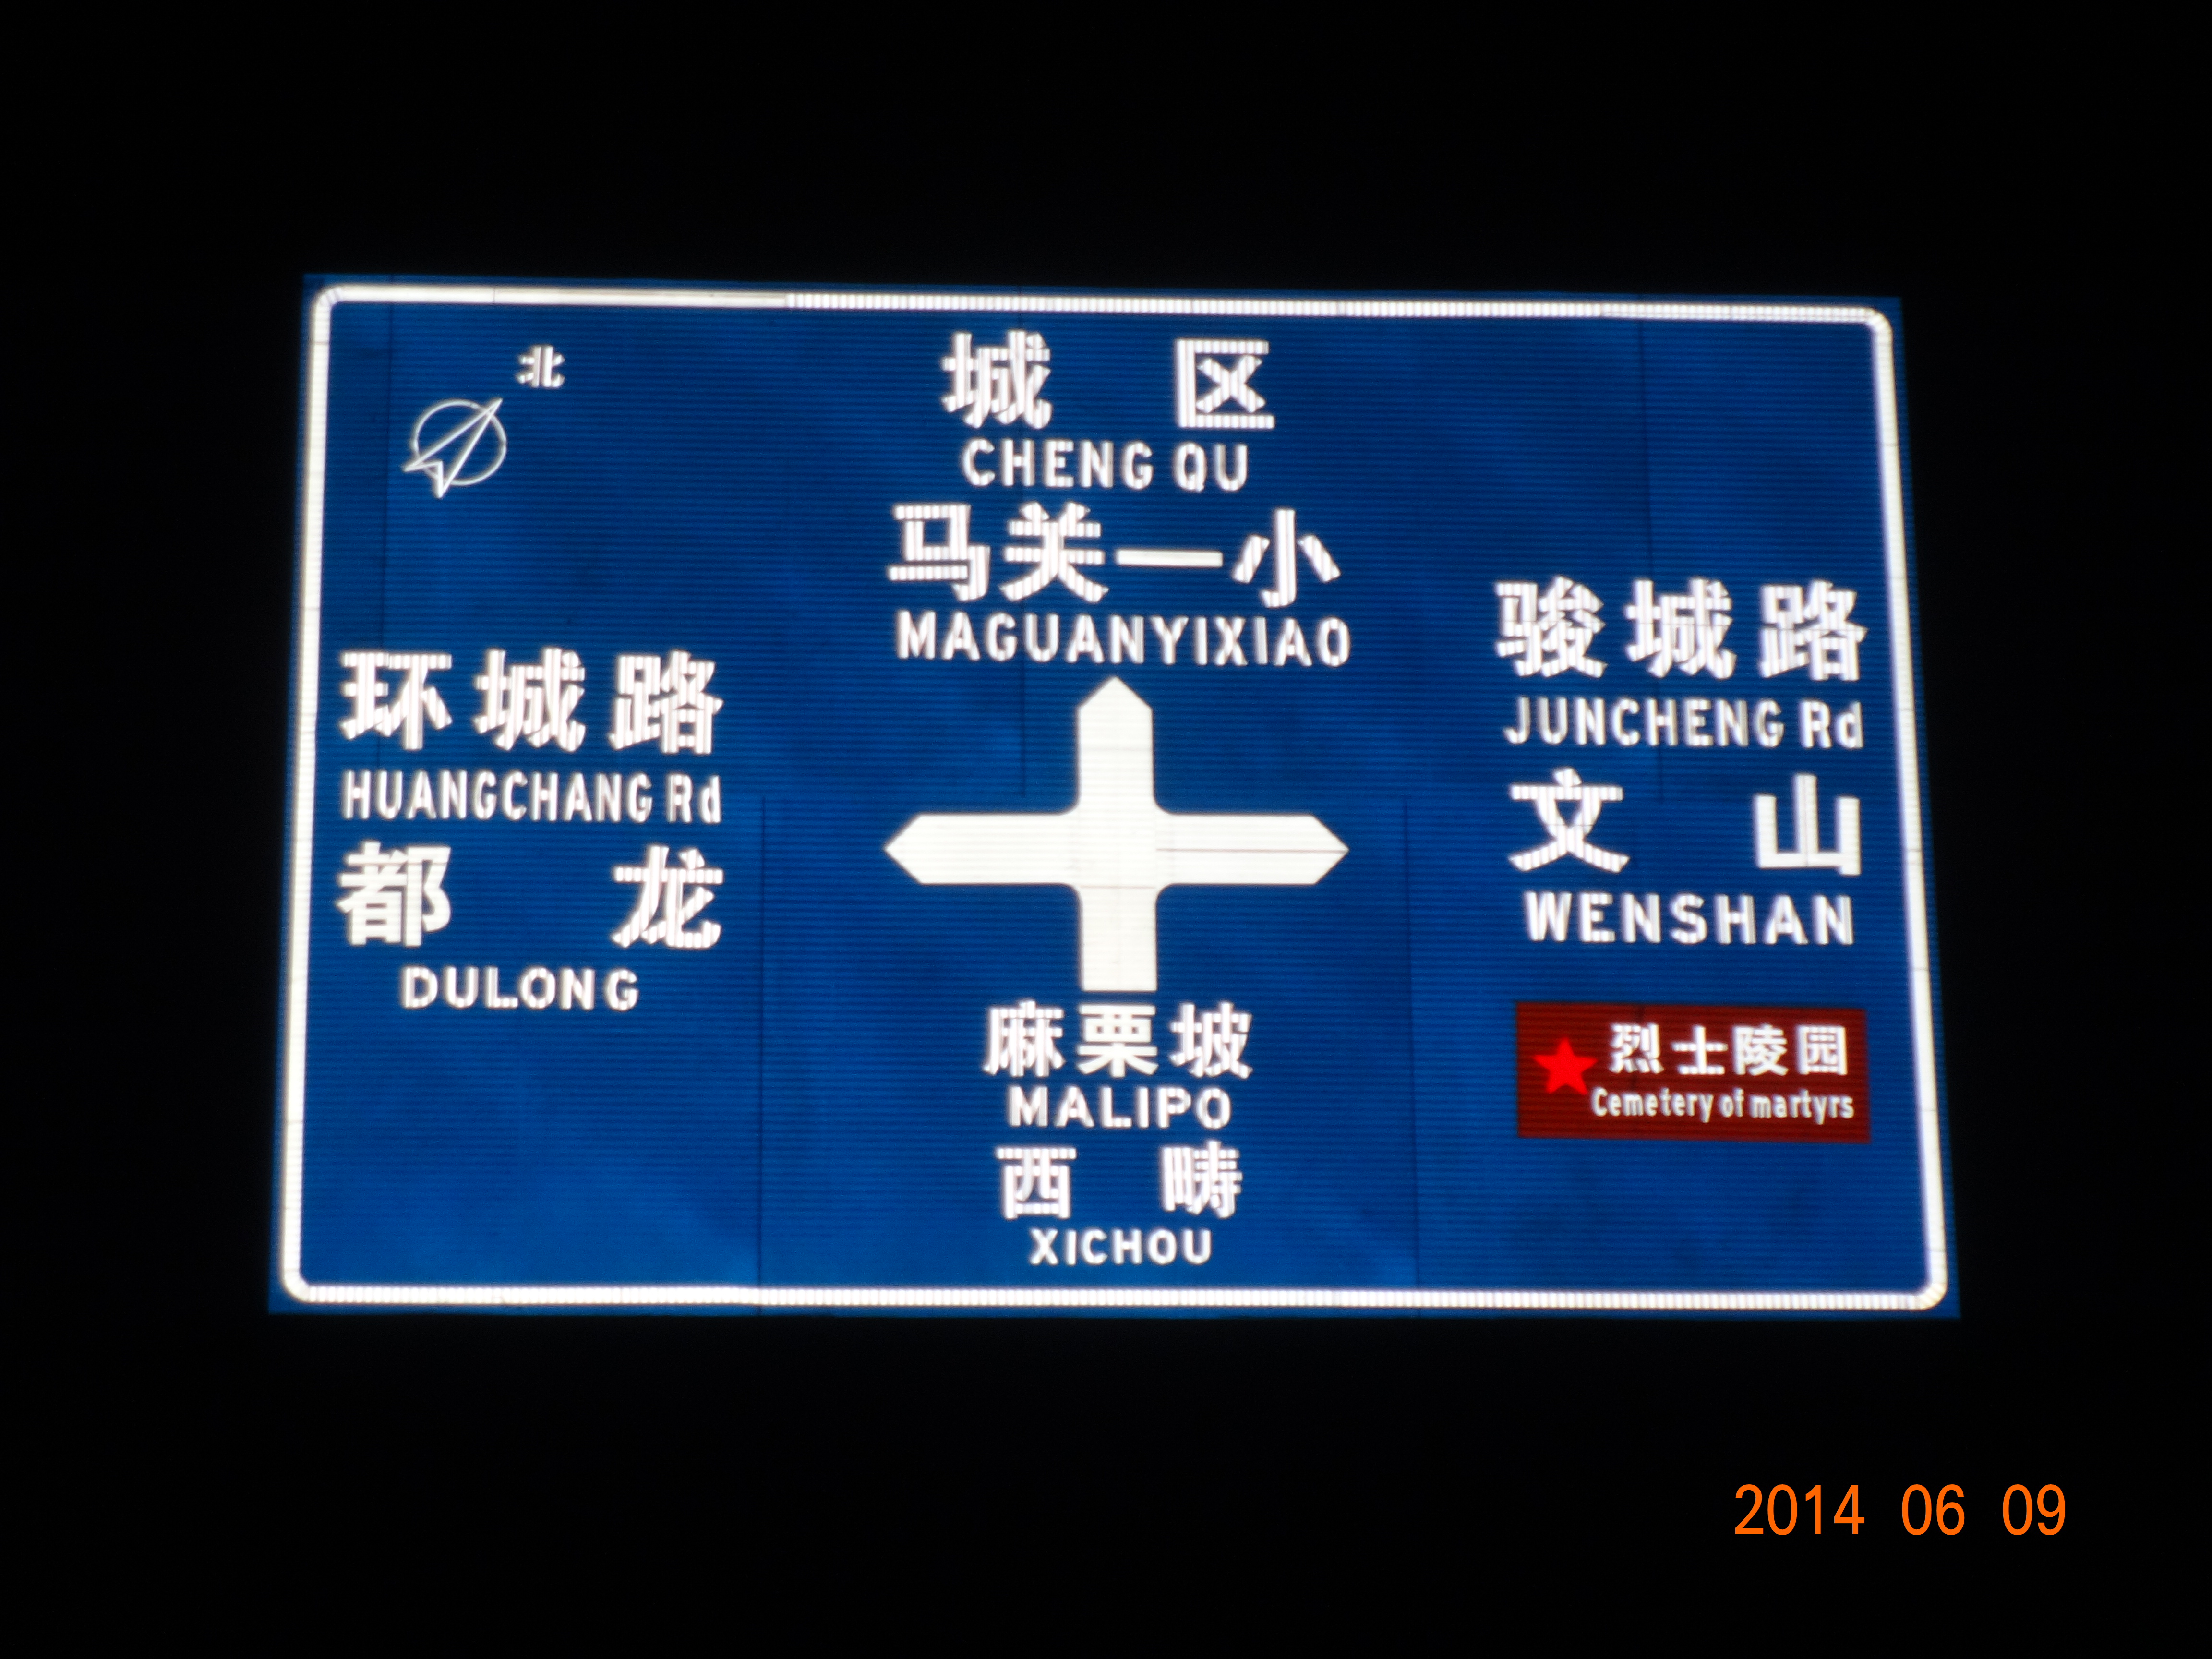 北
城区
CHENG QU
马关一小
MAGUANYIXIAO
环城路
HUANGCHANG Rd
都龙
DULONG
骏城路
JUNCHENG Rd
文山
WENSHAN
烈士陵园
Cemetery of martyrs
麻栗坡
MALIPO
西畴
XICHOU
2014 06 09